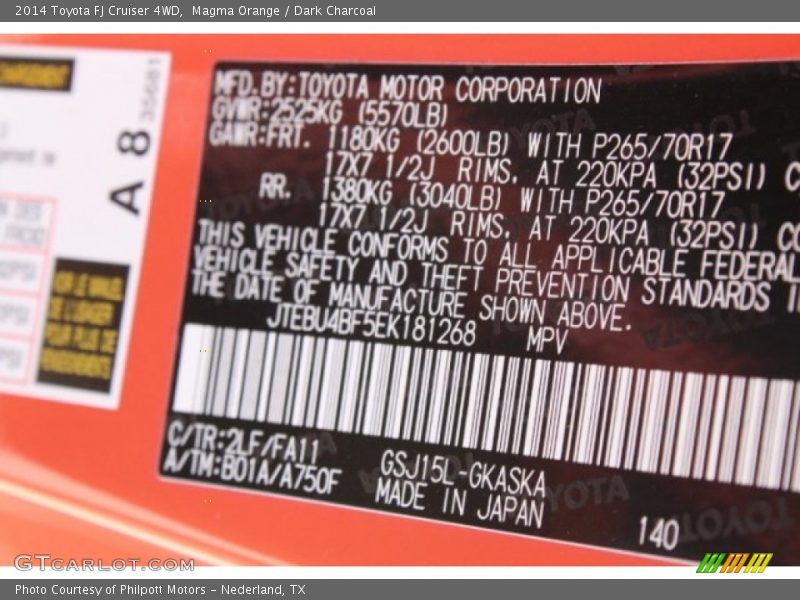 2014 Toyota FJ Cruiser 4WD, Magma Orange / Dark Charcoal
A 8 35681
MFD.BY:TOYOTA MOTOR CORPORATION
GVWR:2525KG (5570LB)
GAWR:FRT. 1180KG (2600LB) WITH P265/70R17
17X7 1/2J RIMS, AT 220KPA (32PSI) C
RR. 1380KG (3040LB) WITH P265/70R17
17X7 1/2J RIMS, AT 220KPA (32PSI) CO
THIS VEHICLE CONFORMS TO ALL APPLICABLE FEDERAL
VEHICLE SAFETY AND THEFT PREVENTION STANDARDS I
THE DATE OF MANUFACTURE SHOWN ABOVE.
JTEBU4BF5EK181268 MPV
C/TR:2LF/FA11 GSJ15L-GKASKA
A/TM:B01A/A750F MADE IN JAPAN
140
GTCARLOT.COM
Photo Courtesy of Philpott Motors - Nederland, TX